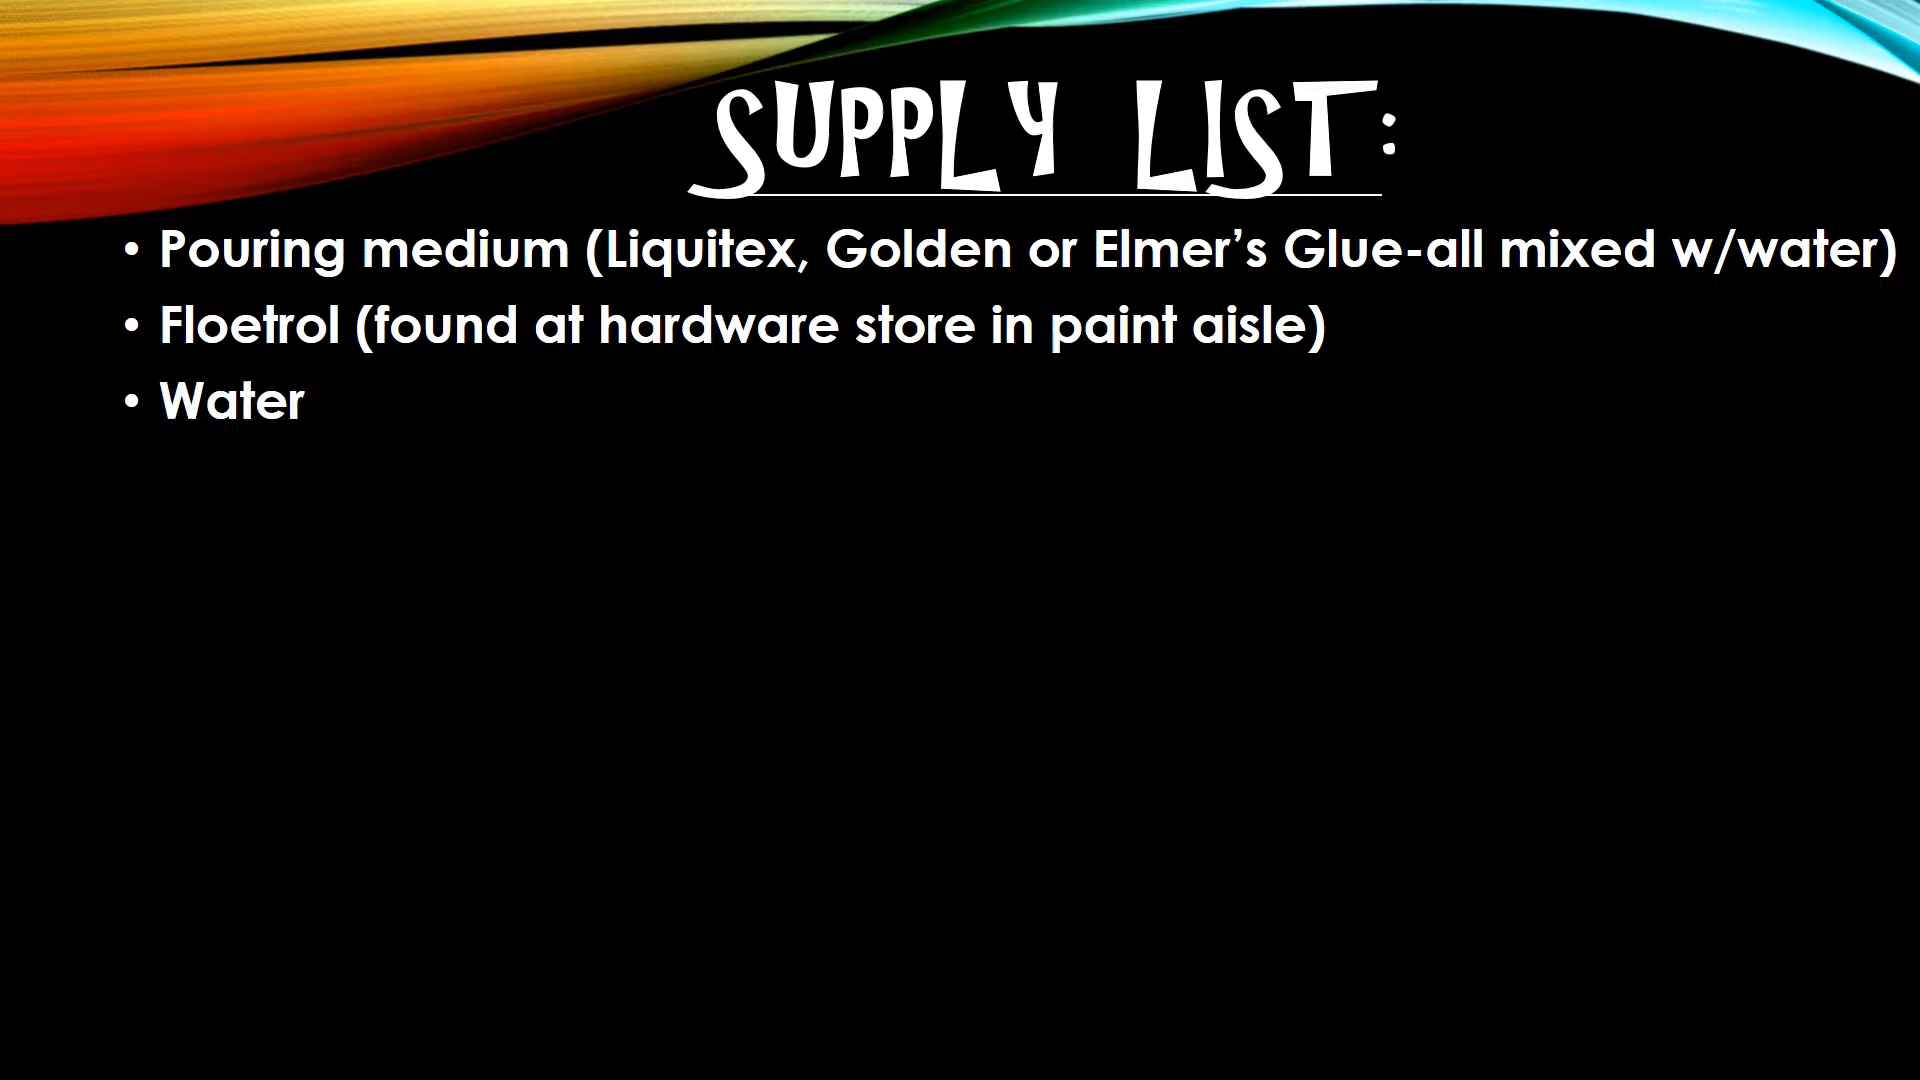 SUPPLY LIST:
• Pouring medium (Liquitex, Golden or Elmer’s Glue-all mixed w/water)
• Floetrol (found at hardware store in paint aisle)
• Water